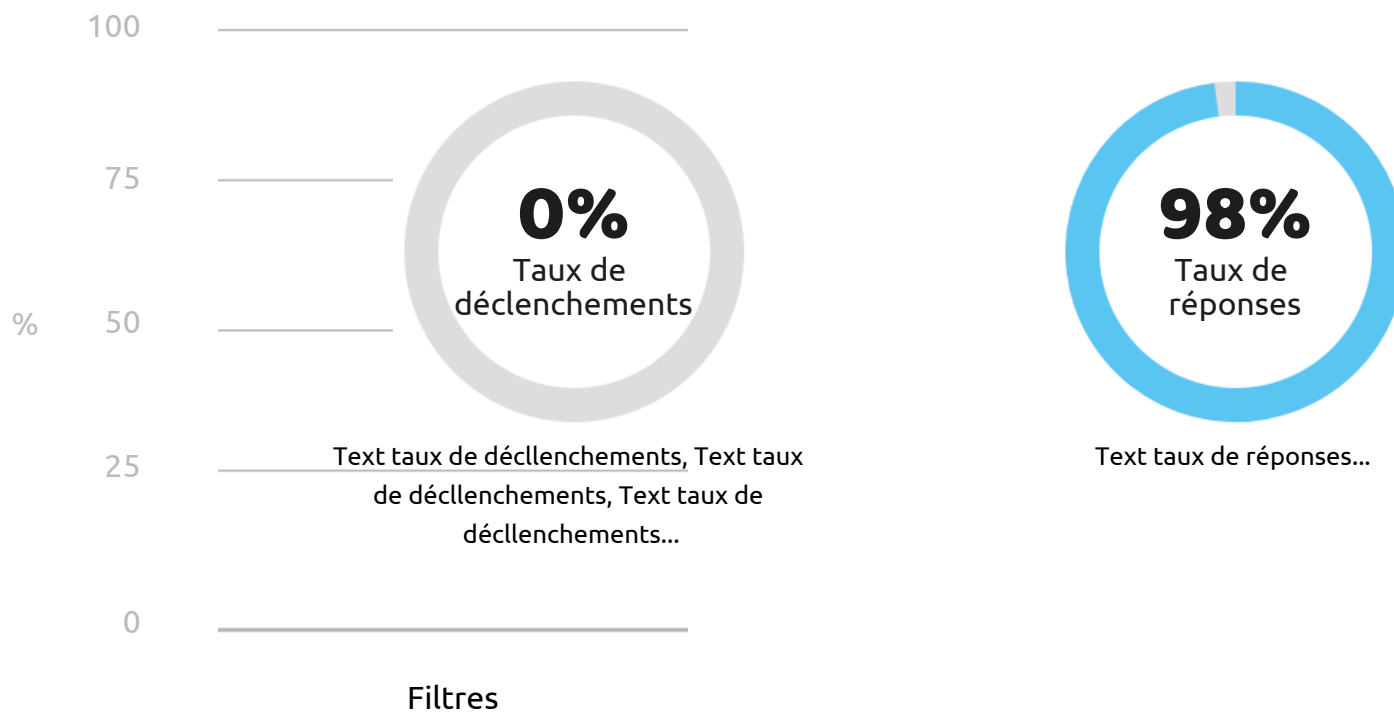 100
75
%
50
25
0
0%
Taux de
déclenchements
Text taux de décllenchements, Text taux
de décllenchements, Text taux de
décllenchements...
98%
Taux de
réponses
Text taux de réponses...
Filtres